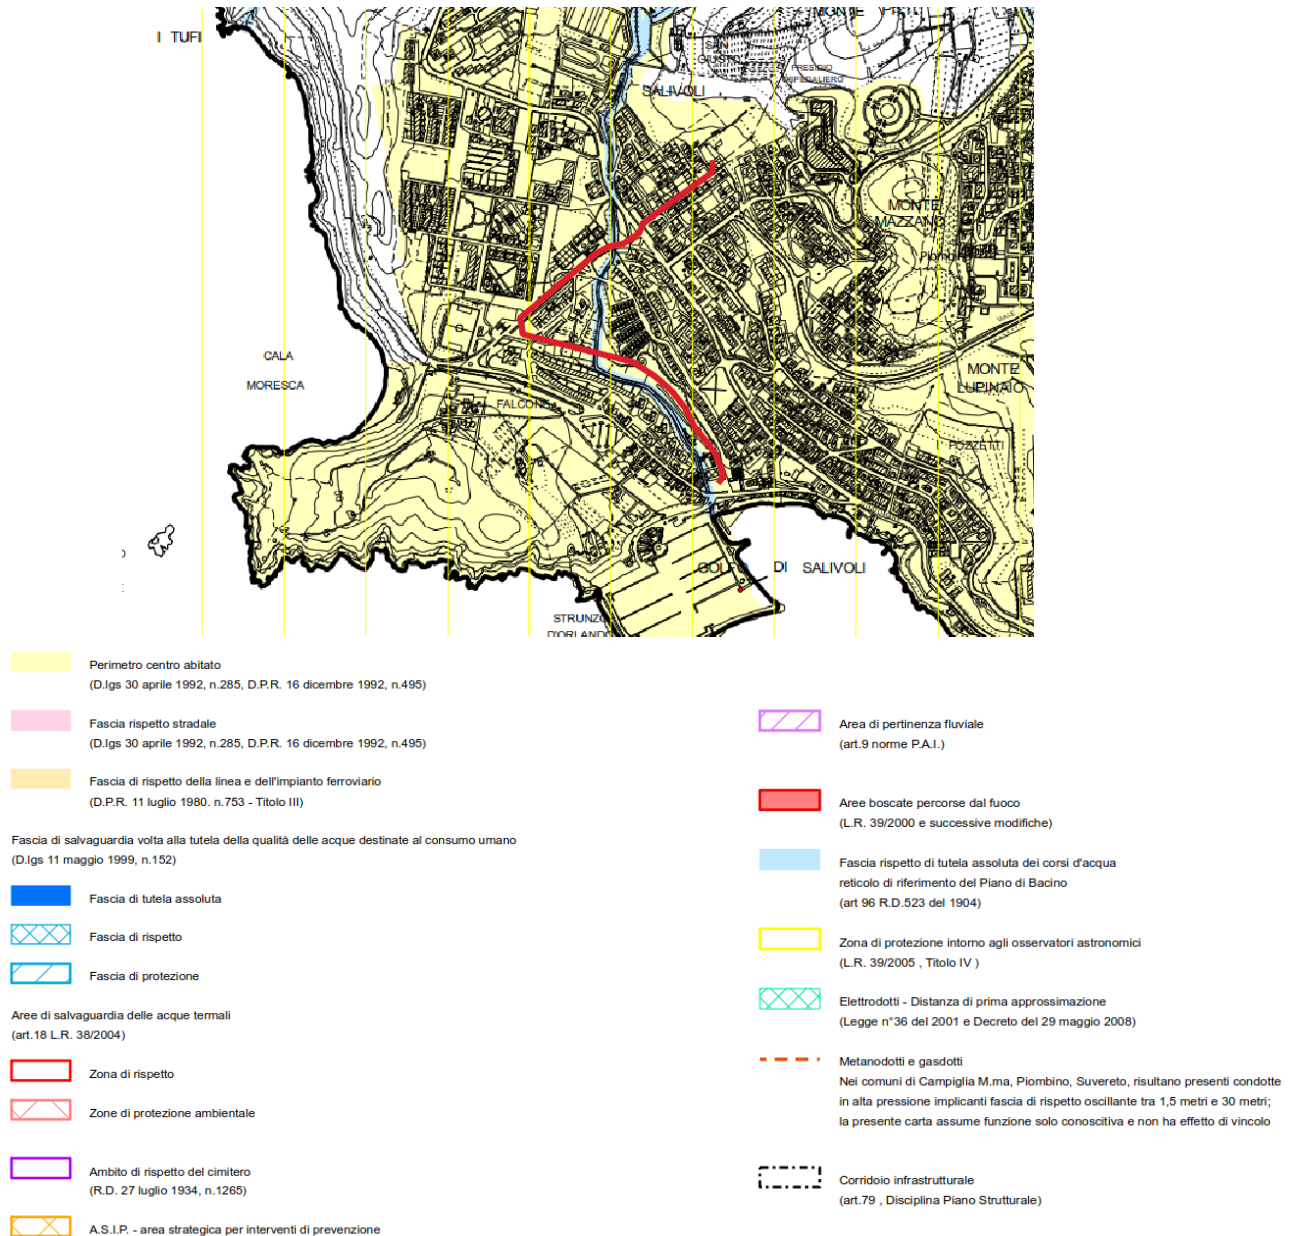 I TUFI
MONTE
SAN
GIUSTO
PRESIDIO
OSPEDALIERO
SALIVOLI
MONTE
MAZZANO
Piombino
VIALE
CALA
MORESCA
MONTE
LUPINAIO
FALCONE
POZZETTI
GOLFO DI SALIVOLI
STRUNZO
D'ORLANDO
Perimetro centro abitato
(D.lgs 30 aprile 1992, n.285, D.P.R. 16 dicembre 1992, n.495)
Fascia rispetto stradale
(D.lgs 30 aprile 1992, n.285, D.P.R. 16 dicembre 1992, n.495)
Fascia di rispetto della linea e dell'impianto ferroviario
(D.P.R. 11 luglio 1980. n.753 - Titolo III)
Fascia di salvaguardia volta alla tutela della qualità delle acque destinate al consumo umano
(D.lgs 11 maggio 1999, n.152)
Fascia di tutela assoluta
Fascia di rispetto
Fascia di protezione
Aree di salvaguardia delle acque termali
(art.18 L.R. 38/2004)
Zona di rispetto
Zone di protezione ambientale
Ambito di rispetto del cimitero
(R.D. 27 luglio 1934, n.1265)
A.S.I.P. - area strategica per interventi di prevenzione
Area di pertinenza fluviale
(art.9 norme P.A.I.)
Aree boscate percorse dal fuoco
(L.R. 39/2000 e successive modifiche)
Fascia rispetto di tutela assoluta dei corsi d'acqua
reticolo di riferimento del Piano di Bacino
(art 96 R.D.523 del 1904)
Zona di protezione intorno agli osservatori astronomici
(L.R. 39/2005 , Titolo IV )
Elettrodotti - Distanza di prima approssimazione
(Legge n°36 del 2001 e Decreto del 29 maggio 2008)
Metanodotti e gasdotti
Nei comuni di Campiglia M.ma, Piombino, Suvereto, risultano presenti condotte
in alta pressione implicanti fascia di rispetto oscillante tra 1,5 metri e 30 metri;
la presente carta assume funzione solo conoscitiva e non ha effetto di vincolo
Corridoio infrastrutturale
(art.79 , Disciplina Piano Strutturale)